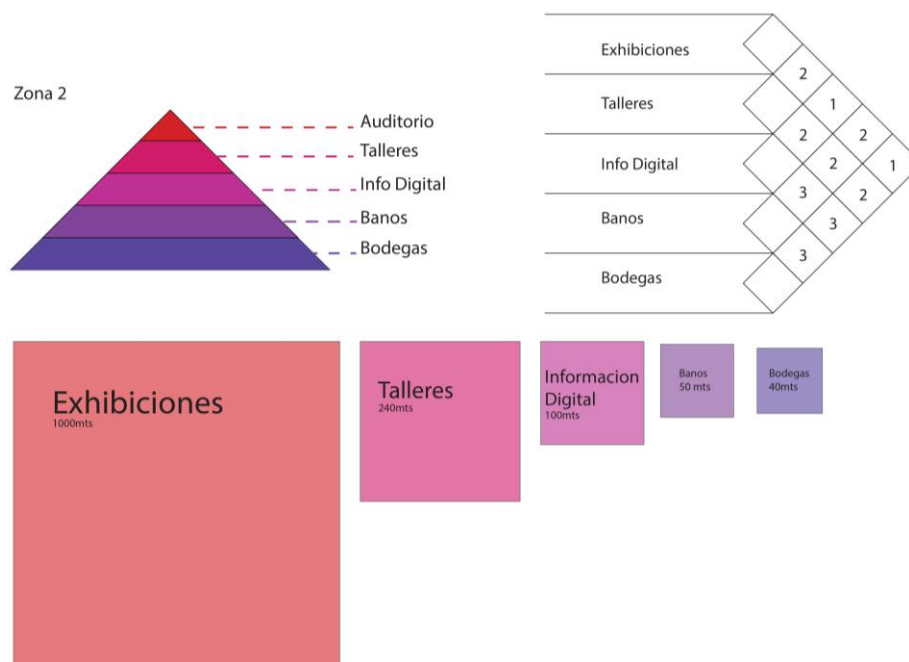 Zona 2
Auditorio
Talleres
Info Digital
Banos
Bodegas
Exhibiciones
Talleres
Info Digital
Banos
Bodegas
2
1
2
2
1
2
2
3
3
3
Exhibiciones
1000mts
Talleres
240mts
Informacion
Digital
100mts
Banos
50 mts
Bodegas
40mts